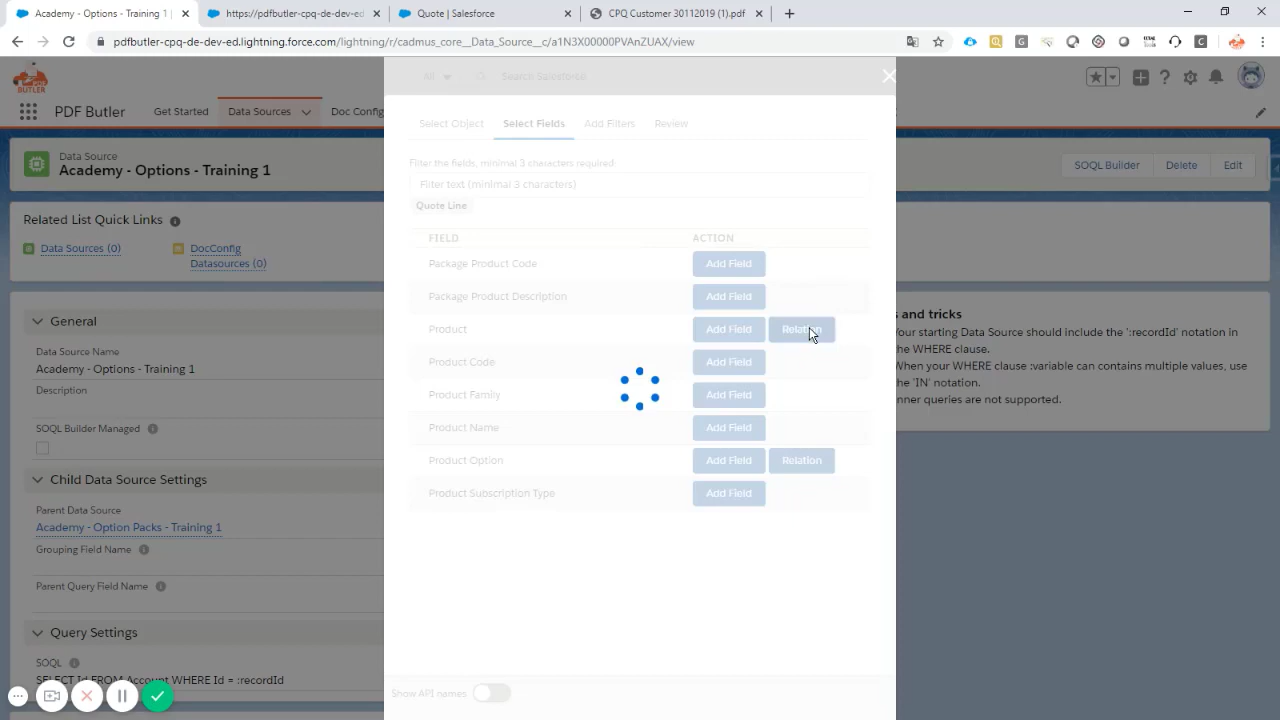 Academy - Options - Training 1
https://pdfbutler-cpq-de-dev-ed
https://pdfbutler-cpq-de-dev-ed
CPQ Customer 30112019 (1).pdf
pdfbutler-cpq-de-dev-ed.lightning.force.com/lightning/r/cadmus_core__Data_Source__c/a1N3X00000PVAnZUAX/view
All
Search Salesforce
BUTLER
PDF Butler
Get Started
Data Sources
Doc Config
Data Source
Academy - Options - Training 1
SOQL Builder
Delete
Edit
Related List Quick Links
Data Sources (0)
DocConfig
Datasources (0)
General
Data Source Name
Academy - Options - Training 1
Description
SOQL Builder Managed
Child Data Source Settings
Parent Data Source
Academy - Option Packs - Training 1
Grouping Field Name
Parent Query Field Name
Query Settings
SOQL
SELECT Id FROM Account WHERE Id = :recordId
Select Object
Select Fields
Add Filters
Review
Filter the fields, minimal 3 characters required
Filter text (minimal 3 characters)
Quote Line
FIELD
ACTION
Package Product Code
Add Field
Package Product Description
Add Field
Product
Add Field
Relation
Product Code
Add Field
Product Family
Add Field
Product Name
Add Field
Product Option
Add Field
Relation
Product Subscription Type
Add Field
Show API names
s and tricks
our starting Data Source should include the ':recordId' notation in
he WHERE clause.
When your WHERE clause :variable can contains multiple values, use
he 'IN' notation.
nner queries are not supported.